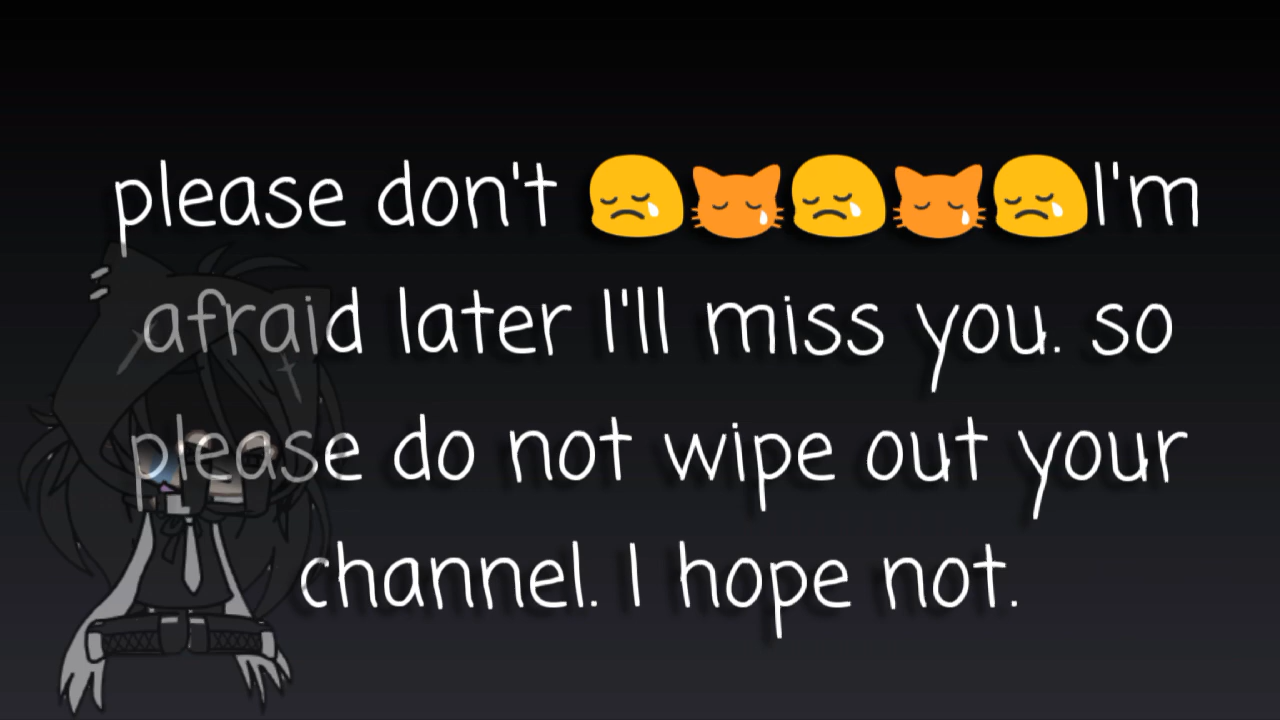 please don't 😢😿😢😿😢I'm
afraid later I'll miss you. so
please do not wipe out your
channel. I hope not.